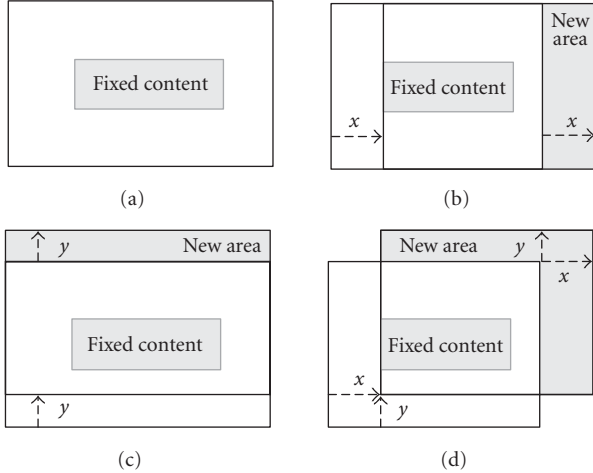 Fixed content
(a)
New
area
Fixed content
x
x
(b)
y
New area
Fixed content
y
(c)
New area
y
x
Fixed content
x
y
(d)